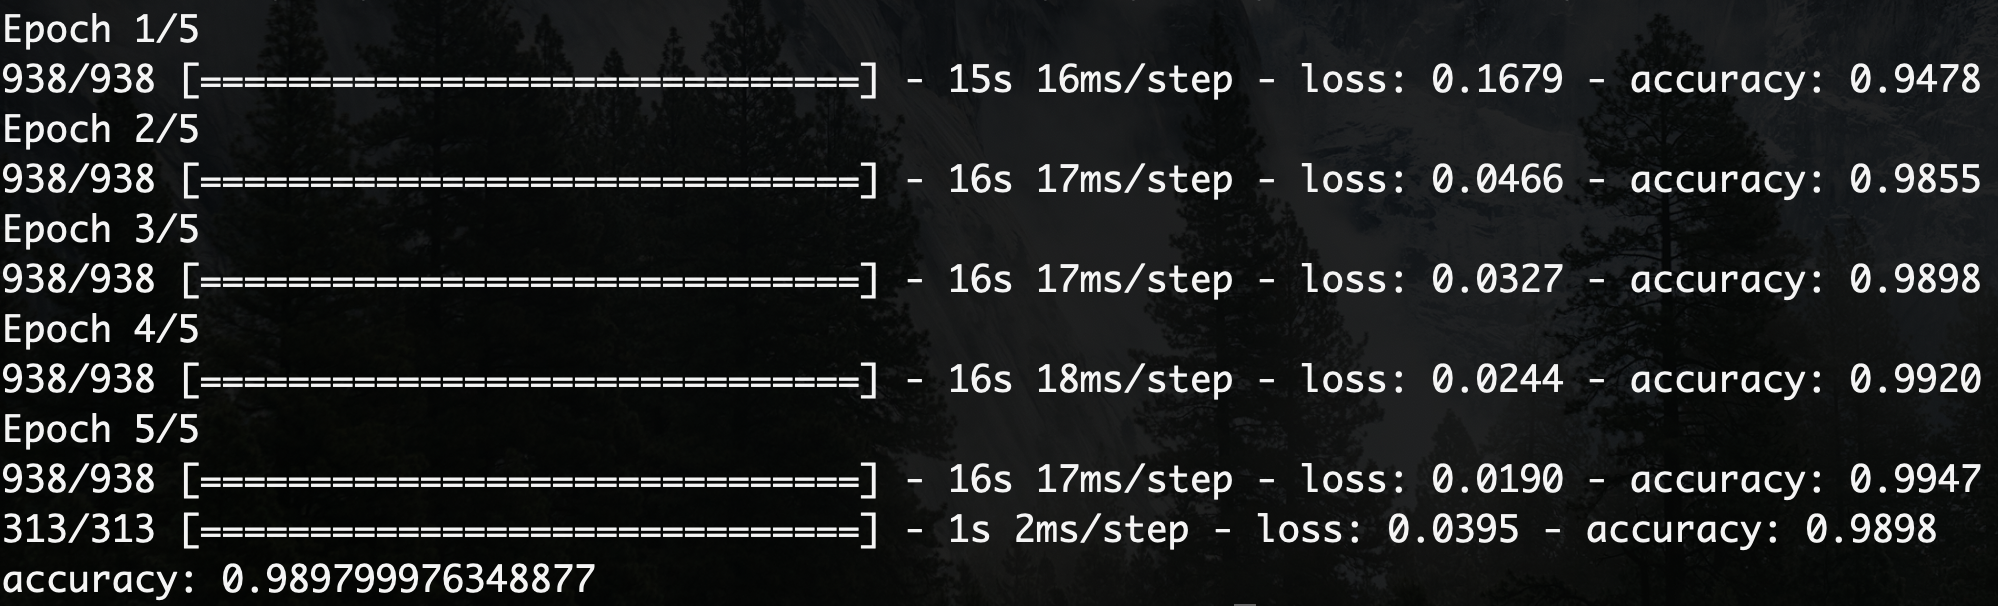 Epoch 1/5
938/938 [==============================] - 15s 16ms/step - loss: 0.1679 - accuracy: 0.9478
Epoch 2/5
938/938 [==============================] - 16s 17ms/step - loss: 0.0466 - accuracy: 0.9855
Epoch 3/5
938/938 [==============================] - 16s 17ms/step - loss: 0.0327 - accuracy: 0.9898
Epoch 4/5
938/938 [==============================] - 16s 18ms/step - loss: 0.0244 - accuracy: 0.9920
Epoch 5/5
938/938 [==============================] - 16s 17ms/step - loss: 0.0190 - accuracy: 0.9947
313/313 [==============================] - 1s 2ms/step - loss: 0.0395 - accuracy: 0.9898
accuracy: 0.989799976348877